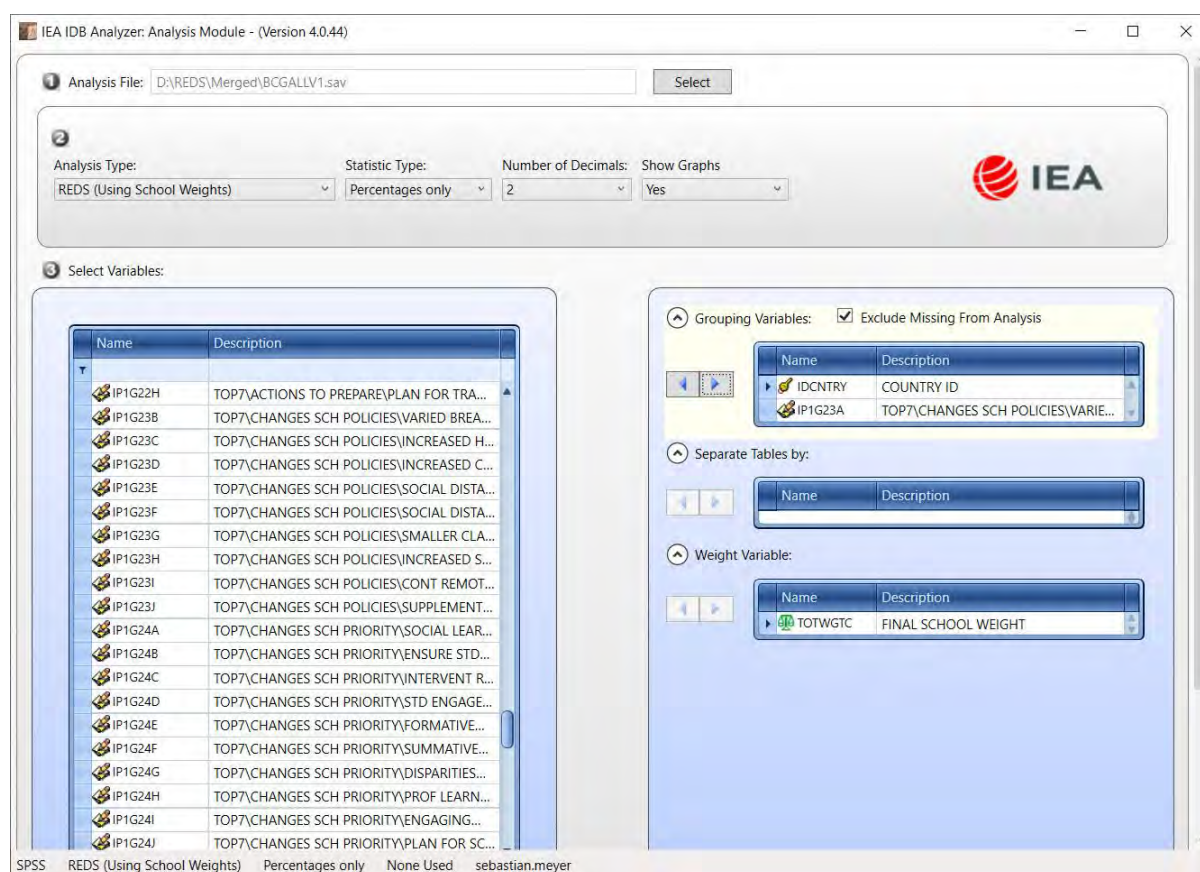 IEA IDB Analyzer: Analysis Module - (Version 4.0.44)
1 Analysis File: D:\REDS\Merged\BCGALLV1.sav Select
2
Analysis Type: Statistic Type: Number of Decimals: Show Graphs
REDS (Using School Weights) Percentages only 2 Yes
IEA
3 Select Variables:
Name Description
IP1G22H TOP7\ACTIONS TO PREPARE\PLAN FOR TRA...
IP1G23B TOP7\CHANGES SCH POLICIES\VARIED BREA...
IP1G23C TOP7\CHANGES SCH POLICIES\INCREASED H...
IP1G23D TOP7\CHANGES SCH POLICIES\INCREASED C...
IP1G23E TOP7\CHANGES SCH POLICIES\SOCIAL DISTA...
IP1G23F TOP7\CHANGES SCH POLICIES\SOCIAL DISTA...
IP1G23G TOP7\CHANGES SCH POLICIES\SMALLER CLA...
IP1G23H TOP7\CHANGES SCH POLICIES\INCREASED S...
IP1G23I TOP7\CHANGES SCH POLICIES\CONT REMOT...
IP1G23J TOP7\CHANGES SCH POLICIES\SUPPLEMENT...
IP1G24A TOP7\CHANGES SCH PRIORITY\SOCIAL LEAR...
IP1G24B TOP7\CHANGES SCH PRIORITY\ENSURE STD...
IP1G24C TOP7\CHANGES SCH PRIORITY\INTERVENT R...
IP1G24D TOP7\CHANGES SCH PRIORITY\STD ENGAGE...
IP1G24E TOP7\CHANGES SCH PRIORITY\FORMATIVE...
IP1G24F TOP7\CHANGES SCH PRIORITY\SUMMATIVE...
IP1G24G TOP7\CHANGES SCH PRIORITY\DISPARITIES...
IP1G24H TOP7\CHANGES SCH PRIORITY\PROF LEARN...
IP1G24I TOP7\CHANGES SCH PRIORITY\ENGAGING...
IP1G24J TOP7\CHANGES SCH PRIORITY\PLAN FOR SC...
Grouping Variables: Exclude Missing From Analysis
Name Description
IDCNTRY COUNTRY ID
IP1G23A TOP7\CHANGES SCH POLICIES\VARIE...
Separate Tables by:
Name Description
Weight Variable:
Name Description
TOTWGTC FINAL SCHOOL WEIGHT
SPSS REDS (Using School Weights) Percentages only None Used sebastian.meyer